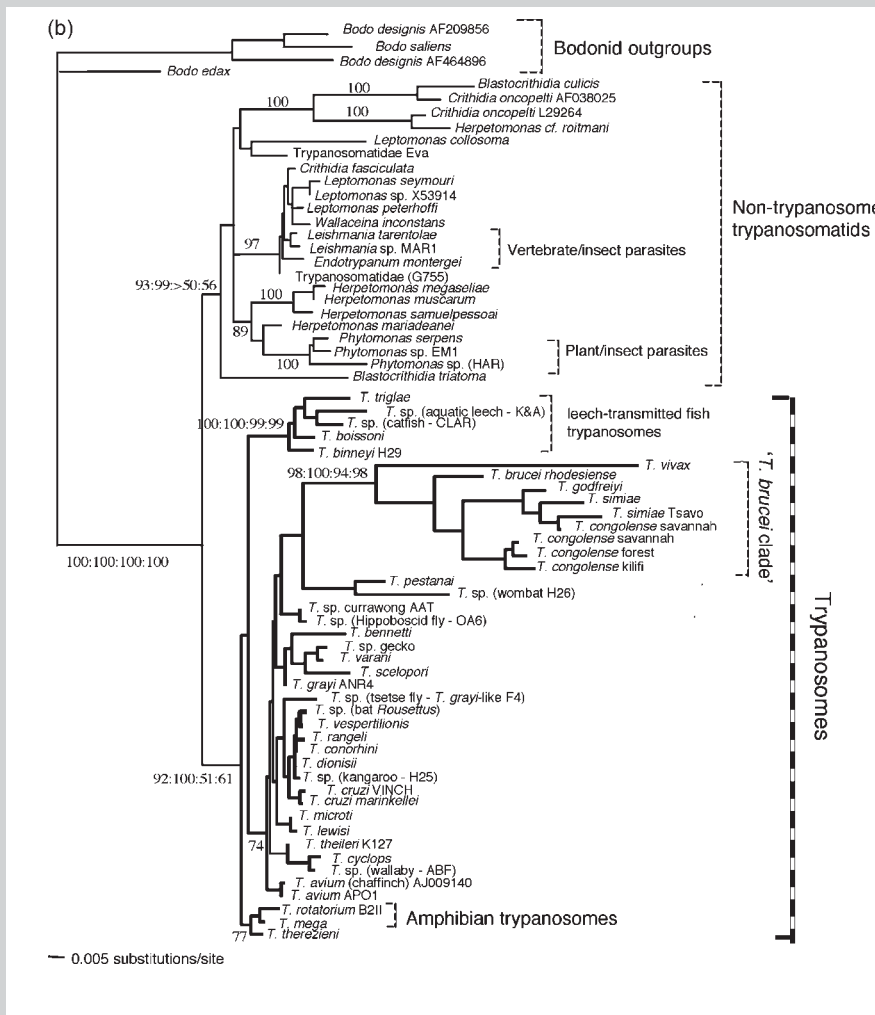 (b)
Bodo designis AF209856
Bodo saliens
Bodo designis AF464896
Bodo edax
Bodonid outgroups
Blastocrithidia culicis
100
Crithidia oncopelti AF038025
100
Crithidia oncopelti L29264
100
Herpetomonas cf. roitmani
Leptomonas collosoma
Trypanosomatidae Eva
Crithidia fasciculata
Leptomonas seymouri
Leptomonas sp. X53914
Leptomonas peterhoffi
Wallaceina inconstans
Leishmania tarentolae
97
Leishmania sp. MAR1
Endotrypanum montergei
Vertebrate/insect parasites
Non-trypanosome
trypanosomatids
Trypanosomatidae (G755)
93:99:>50:56
Herpetomonas megaseliae
100
Herpetomonas muscarum
Herpetomonas samuelpessoai
Herpetomonas mariadeanei
89
Phytomonas serpens
Phytomonas sp. EM1
100
Phytomonas sp. (HAR)
Plant/insect parasites
Blastocrithidia triatoma
T. triglae
T. sp. (aquatic leech - K&A)
100:100:99:99
T. sp. (catfish - CLAR)
T. boissoni
T. binneyi H29
leech-transmitted fish
trypanosomes
98:100:94:98
T. vivax
T. brucei rhodesiense
T. godfreiyi
T. simiae
T. simiae Tsavo
T. congolense savannah
T. congolense savannah
T. congolense forest
T. congolense kilifi
'T. brucei clade'
100:100:100:100
T. pestanai
T. sp. (wombat H26)
T. sp. currawong AAT
T. sp. (Hippoboscid fly - OA6)
T. bennetti
T. sp. gecko
T. varani
T. scelopori
T. grayi ANR4
T. sp. (tsetse fly - T. grayi-like F4)
T. sp. (bat Rousettus)
T. vespertilionis
T. rangeli
T. conorhini
T. dionisii
T. sp. (kangaroo - H25)
92:100:51:61
T. cruzi VINCH
T. cruzi marinkellei
T. microti
T. lewisi
74
T. theileri K127
T. cyclops
T. sp. (wallaby - ABF)
T. avium (chaffinch) AJ009140
T. avium APO1
T. rotatorium B2II
T. mega
77
T. therezieni
Amphibian trypanosomes
Trypanosomes
0.005 substitutions/site